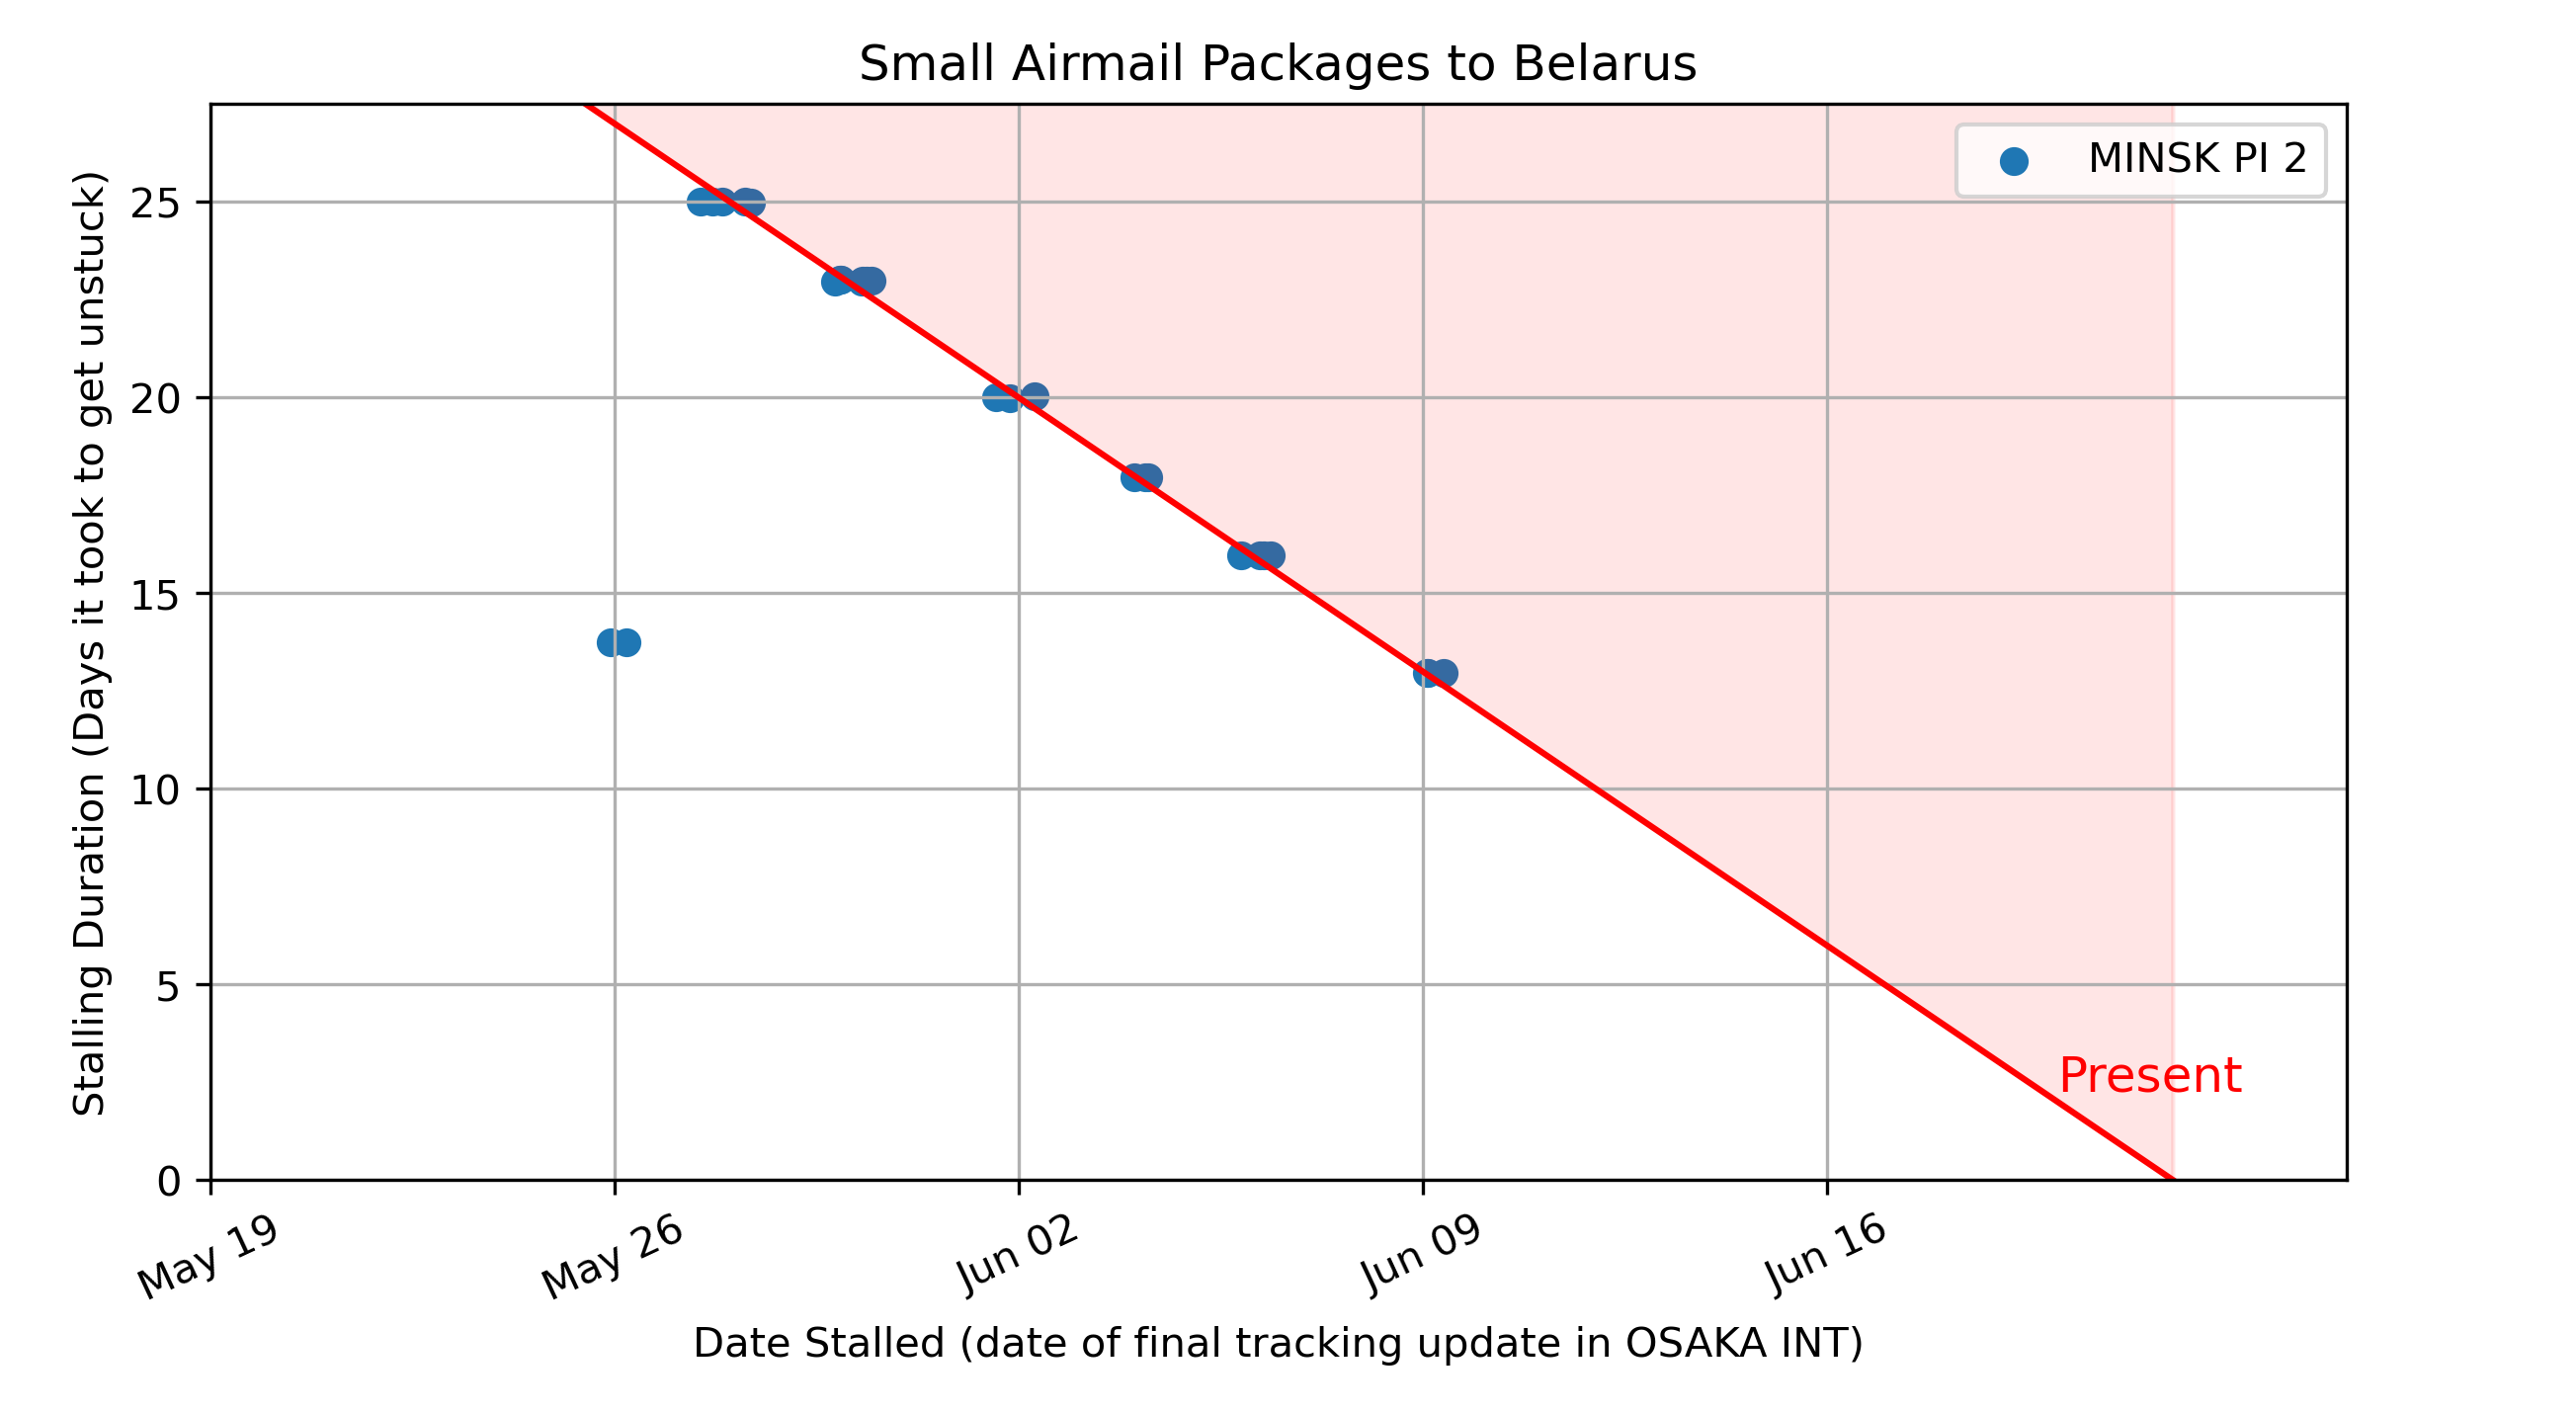 Small Airmail Packages to Belarus
MINSK PI 2
Stalling Duration (Days it took to get unstuck)
25
20
15
10
5
0
Present
May 19
May 26
Jun 02
Jun 09
Jun 16
Date Stalled (date of final tracking update in OSAKA INT)